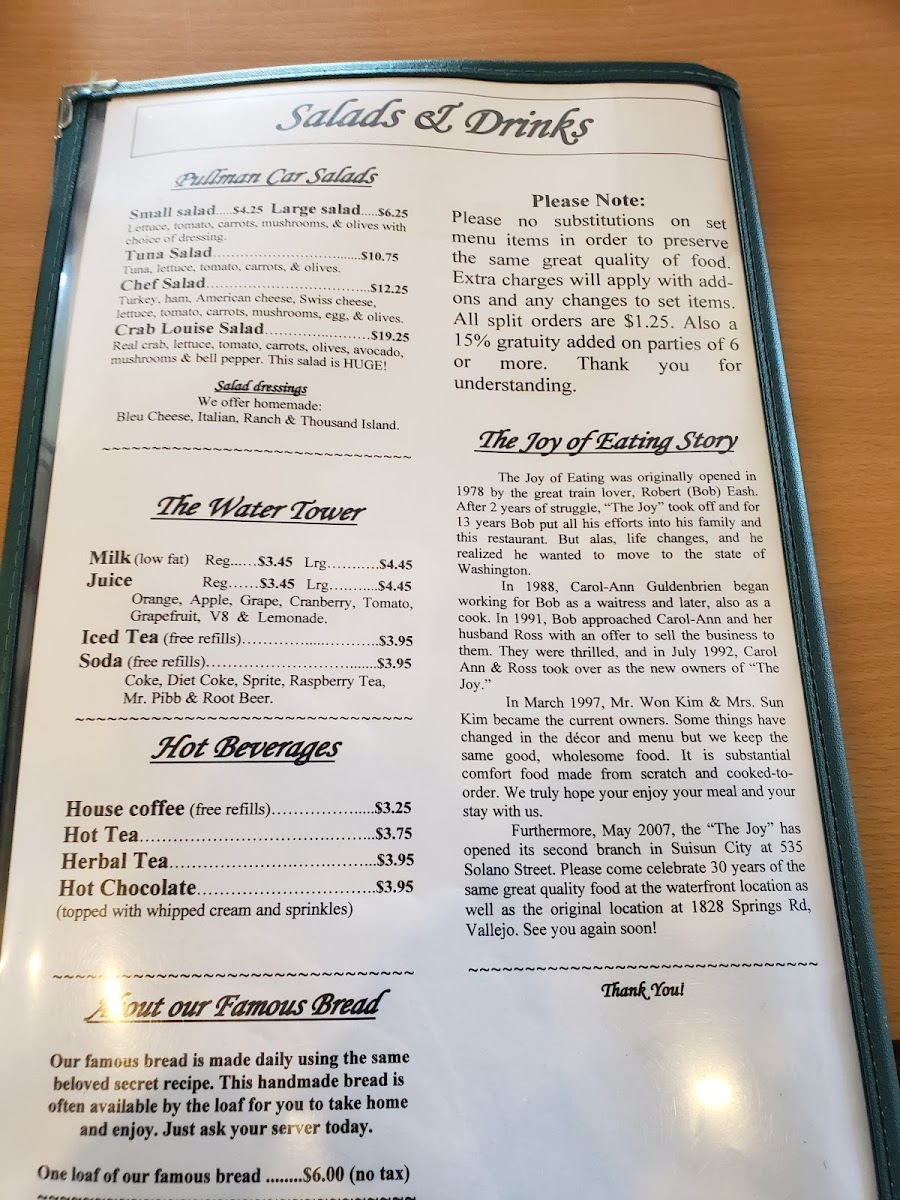 Salads & Drinks
Pullman Car Salads
Small salad.....$4.25 Large salad.....$6.25
Lettuce, tomato, carrots, mushrooms, & olives with
choice of dressing.
Tuna Salad.......................................$10.75
Tuna, lettuce, tomato, carrots, & olives.
Chef Salad.......................................$12.25
Turkey, ham, American cheese, Swiss cheese,
lettuce, tomato, carrots, mushrooms, egg, & olives.
Crab Louise Salad...........................$19.25
Real crab, lettuce, tomato, carrots, olives, avocado,
mushrooms & bell pepper. This salad is HUGE!
Salad dressings
We offer homemade:
Bleu Cheese, Italian, Ranch & Thousand Island.
~~~~~~~~~~~~~~~~~~~~~~~~~~~~~~
The Water Tower
Milk (low fat) Reg......$3.45 Lrg...........$4.45
Juice Reg......$3.45 Lrg...........$4.45
Orange, Apple, Grape, Cranberry, Tomato,
Grapefruit, V8 & Lemonade.
Iced Tea (free refills)..........................$3.95
Soda (free refills)................................$3.95
Coke, Diet Coke, Sprite, Raspberry Tea,
Mr. Pibb & Root Beer.
~~~~~~~~~~~~~~~~~~~~~~~~~~~~~~
Hot Beverages
House coffee (free refills)....................$3.25
Hot Tea..........................................$3.75
Herbal Tea.....................................$3.95
Hot Chocolate.................................$3.95
(topped with whipped cream and sprinkles)
~~~~~~~~~~~~~~~~~~~~~~~~~~~~~~
About our Famous Bread
Our famous bread is made daily using the same
beloved secret recipe. This handmade bread is
often available by the loaf for you to take home
and enjoy. Just ask your server today.
One loaf of our famous bread ........$6.00 (no tax)
~~~~~~~~~~~~~~~~~~~~~~~~~~~~~~
Please Note:
Please no substitutions on set
menu items in order to preserve
the same great quality of food.
Extra charges will apply with add-
ons and any changes to set items.
All split orders are $1.25. Also a
15% gratuity added on parties of 6
or more. Thank you for
understanding.
The Joy of Eating Story
The Joy of Eating was originally opened in
1978 by the great train lover, Robert (Bob) Eash.
After 2 years of struggle, “The Joy” took off and for
13 years Bob put all his efforts into his family and
this restaurant. But alas, life changes, and he
realized he wanted to move to the state of
Washington.
In 1988, Carol-Ann Guldenbrien began
working for Bob as a waitress and later, also as a
cook. In 1991, Bob approached Carol-Ann and her
husband Ross with an offer to sell the business to
them. They were thrilled, and in July 1992, Carol
Ann & Ross took over as the new owners of “The
Joy.”
In March 1997, Mr. Won Kim & Mrs. Sun
Kim became the current owners. Some things have
changed in the décor and menu but we keep the
same good, wholesome food. It is substantial
comfort food made from scratch and cooked-to-
order. We truly hope your enjoy your meal and your
stay with us.
Furthermore, May 2007, the “The Joy” has
opened its second branch in Suisun City at 535
Solano Street. Please come celebrate 30 years of the
same great quality food at the waterfront location as
well as the original location at 1828 Springs Rd,
Vallejo. See you again soon!
~~~~~~~~~~~~~~~~~~~~~~~~~~~~~~
Thank You!